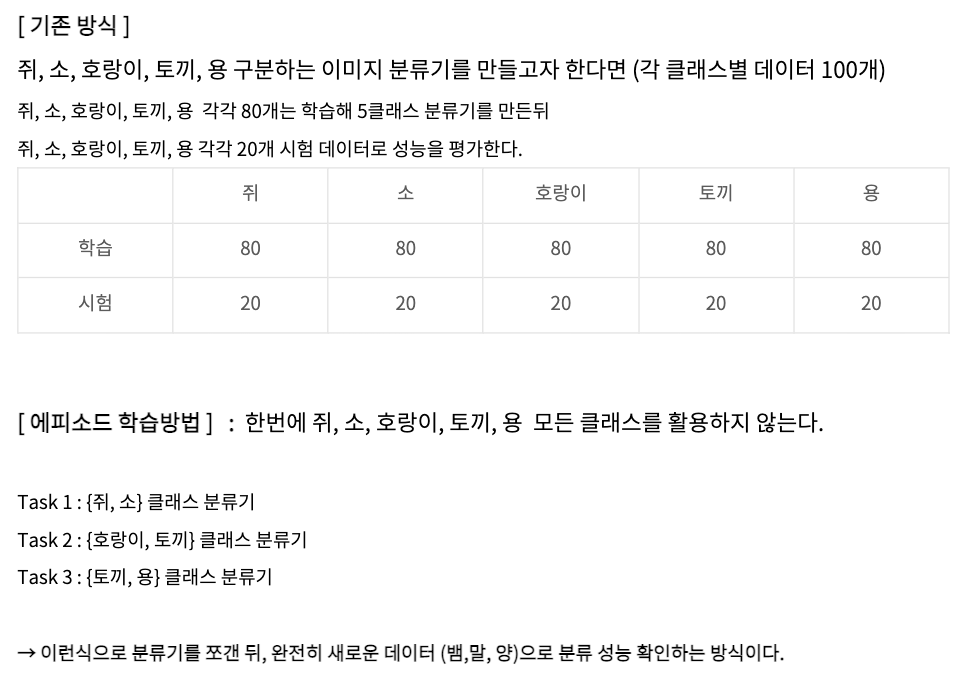 [ 기존 방식 ]
쥐, 소, 호랑이, 토끼, 용 구분하는 이미지 분류기를 만들고자 한다면 (각 클래스별 데이터 100개)
쥐, 소, 호랑이, 토끼, 용 각각 80개는 학습해 5클래스 분류기를 만든뒤
쥐, 소, 호랑이, 토끼, 용 각각 20개 시험 데이터로 성능을 평가한다.
쥐 소 호랑이 토끼 용
학습 80 80 80 80 80
시험 20 20 20 20 20
[ 에피소드 학습방법 ] : 한번에 쥐, 소, 호랑이, 토끼, 용 모든 클래스를 활용하지 않는다.
Task 1 : {쥐, 소} 클래스 분류기
Task 2 : {호랑이, 토끼} 클래스 분류기
Task 3 : {토끼, 용} 클래스 분류기
→ 이런식으로 분류기를 쪼갠 뒤, 완전히 새로운 데이터 (뱀,말, 양)으로 분류 성능 확인하는 방식이다.